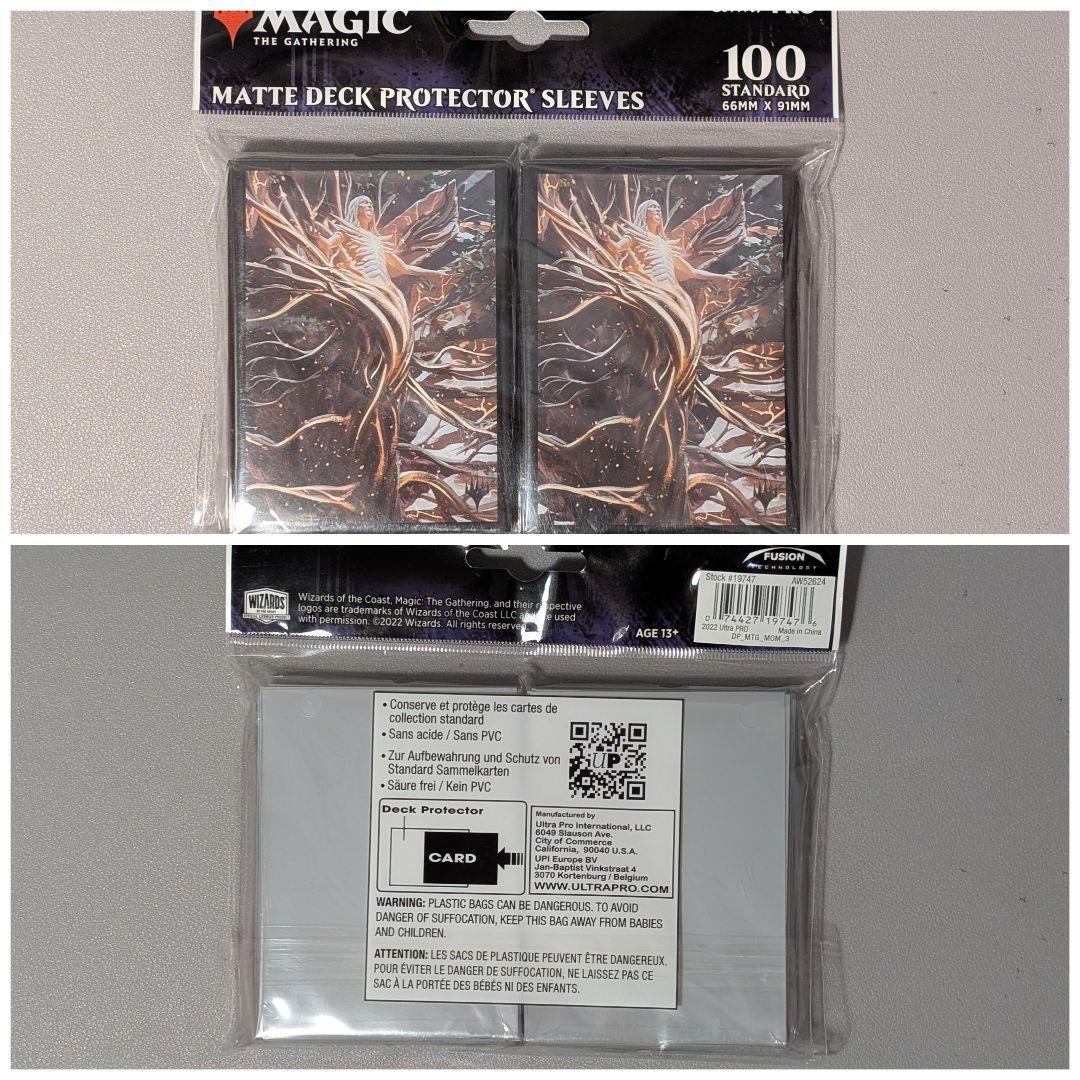 MAGIC
THE GATHERING
PRO
100
STANDARD
66MM X 91MM
MATTE DECK PROTECTOR® SLEEVES
FUSION
TECHNOLOGY
WIZARDS
Wizards of the Coast, Magic: The Gathering, and their respective
logos are trademarks of Wizards of the Coast LLC and are used
with permission. ©2022 Wizards. All rights reserved.
AGE 13+
Stock #19747 AW52624
0 74427 19747 6
2022 Ultra PRO Made in China
DP_MTG_MOM_3
• Conserve et protège les cartes de
collection standard
• Sans acide / Sans PVC
• Zur Aufbewahrung und Schutz von
Standard Sammelkarten
• Säure frei / Kein PVC
UP
Deck Protector
CARD
Manufactured by
Ultra Pro International, LLC
6049 Slauson Ave.
City of Commerce
California, 90040 U.S.A.
UPI Europe BV
Jan-Baptist Vinkstraat 4
3070 Kortenburg / Belgium
WWW.ULTRAPRO.COM
WARNING: PLASTIC BAGS CAN BE DANGEROUS. TO AVOID
DANGER OF SUFFOCATION, KEEP THIS BAG AWAY FROM BABIES
AND CHILDREN.
ATTENTION: LES SACS DE PLASTIQUE PEUVENT ÊTRE DANGEREUX.
POUR ÉVITER LE DANGER DE SUFFOCATION, NE LAISSEZ PAS CE
SAC À LA PORTÉE DES BÉBÉS NI DES ENFANTS.